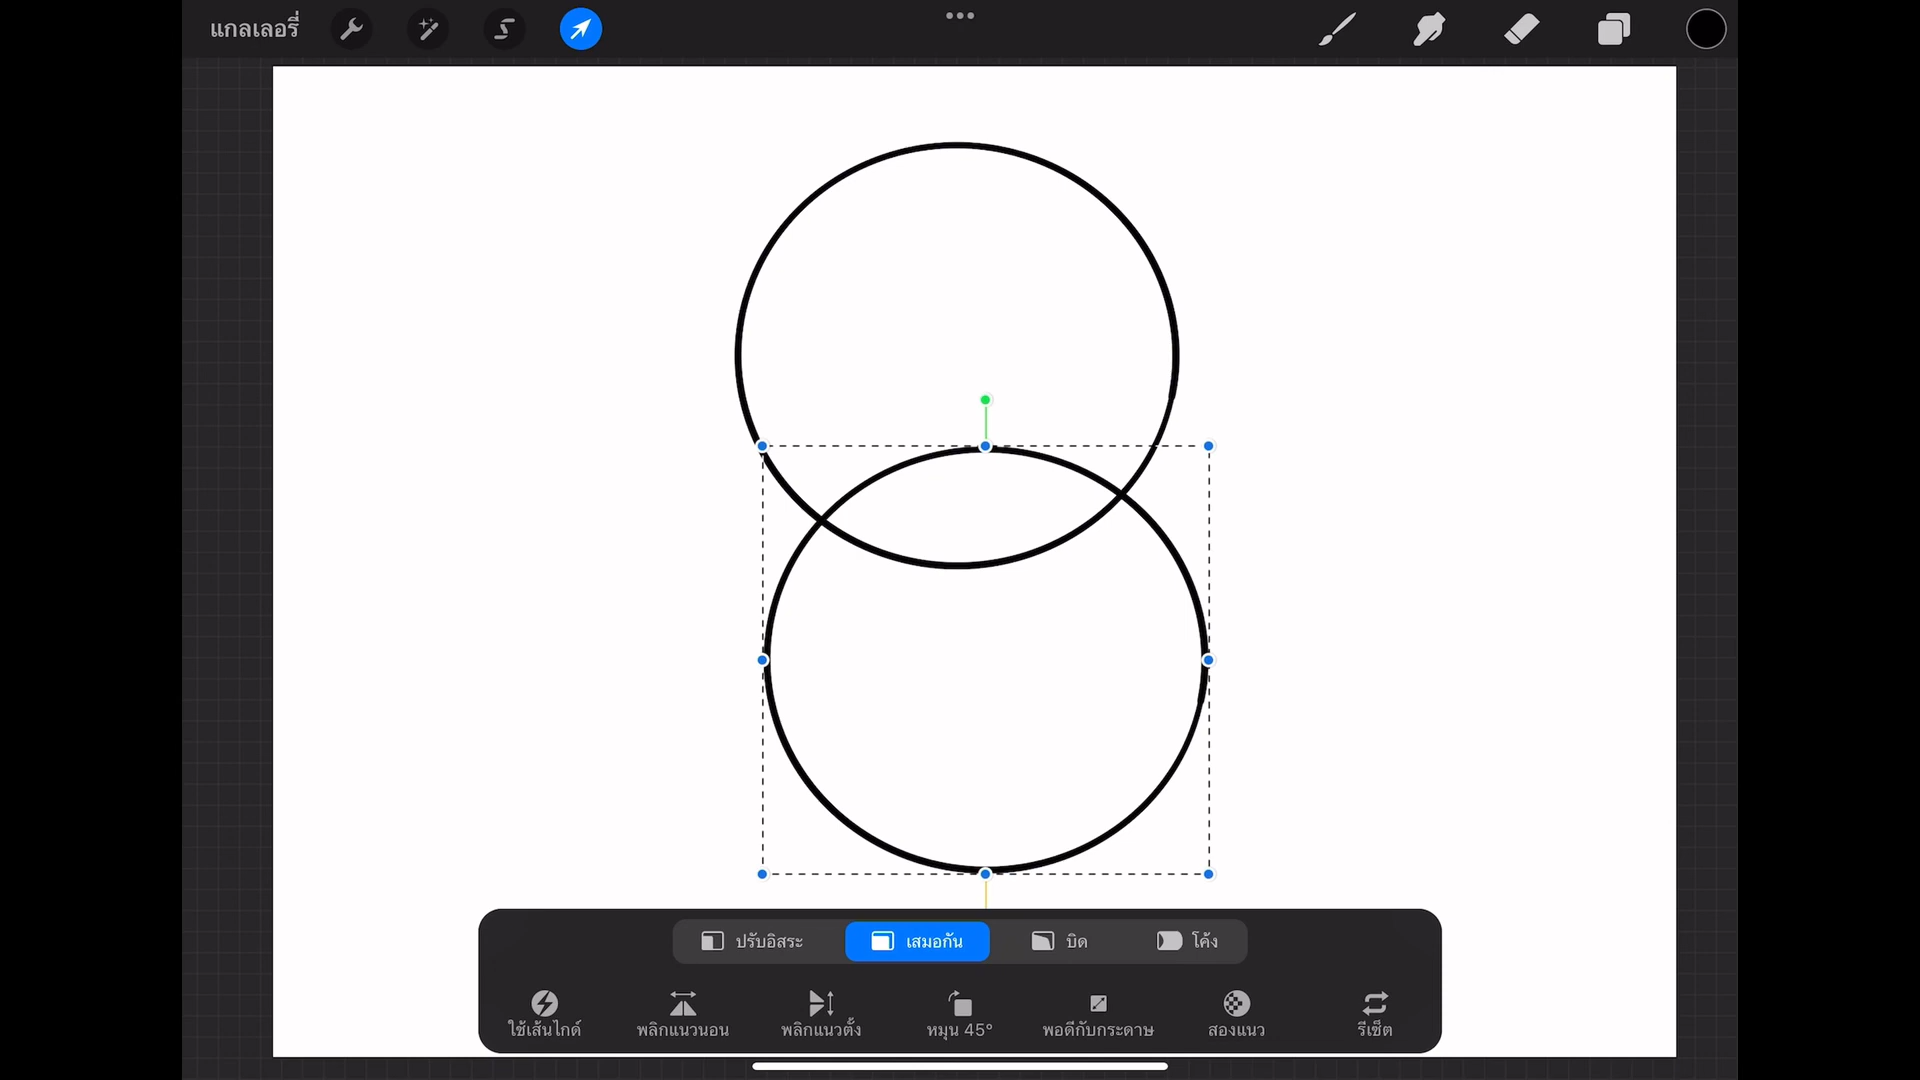 แกลเลอรี่
ปรับอิสระ เสมอกัน บิด โค้ง
ใช้เส้นไกด์ พลิกแนวนอน พลิกแนวตั้ง หมุน 45° พอดีกับกระดาษ สองแนว รีเซ็ต